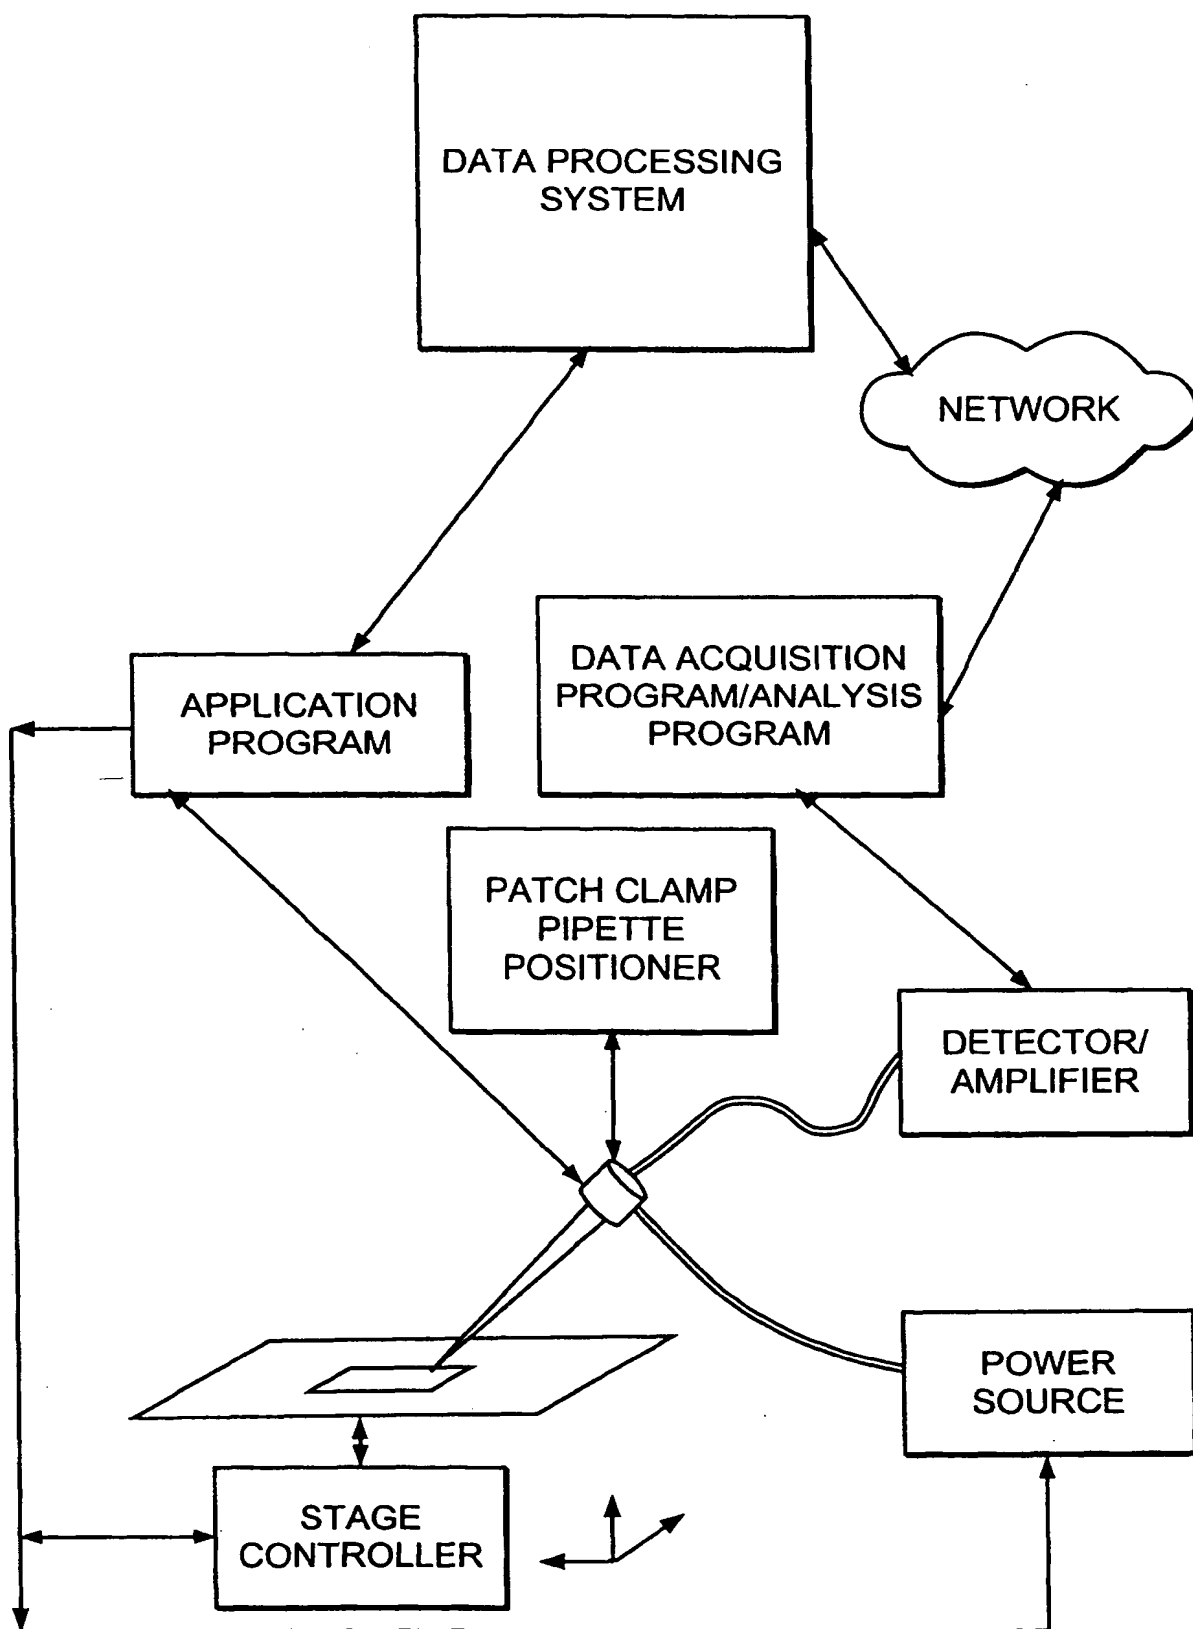 DATA PROCESSING
SYSTEM
NETWORK
APPLICATION
PROGRAM
DATA ACQUISITION
PROGRAM/ANALYSIS
PROGRAM
PATCH CLAMP
PIPETTE
POSITIONER
DETECTOR/
AMPLIFIER
POWER
SOURCE
STAGE
CONTROLLER